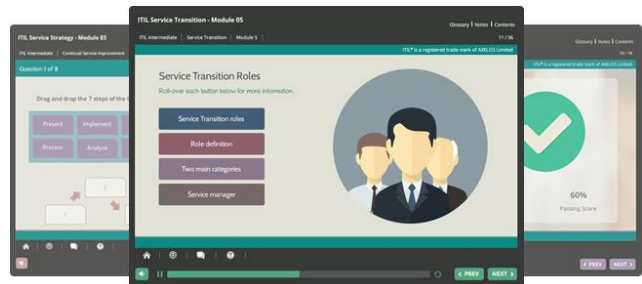 ITIL Service Strategy - Module 03
ITIL Intermediate | Continual Service Improvement
Question 1 of 8
Drag and drop the 7 steps of the
Present
Implement
Process
Analyze
2
1
ITIL Service Transition - Module 05
Glossary | Notes | Contents
ITIL Intermediate | Service Transition | Module 5 |
11 / 56
ITIL® is a registered trade mark of AXELOS Limited
Service Transition Roles
Roll-over each button below for more information.
Service Transition roles
Role definition
Two main categories
Service manager
< PREV
NEXT >
Glossary | Notes | Contents
ITIL® is a registered trade mark of AXELOS Limited
60%
Passing Score
< PREV
NEXT >